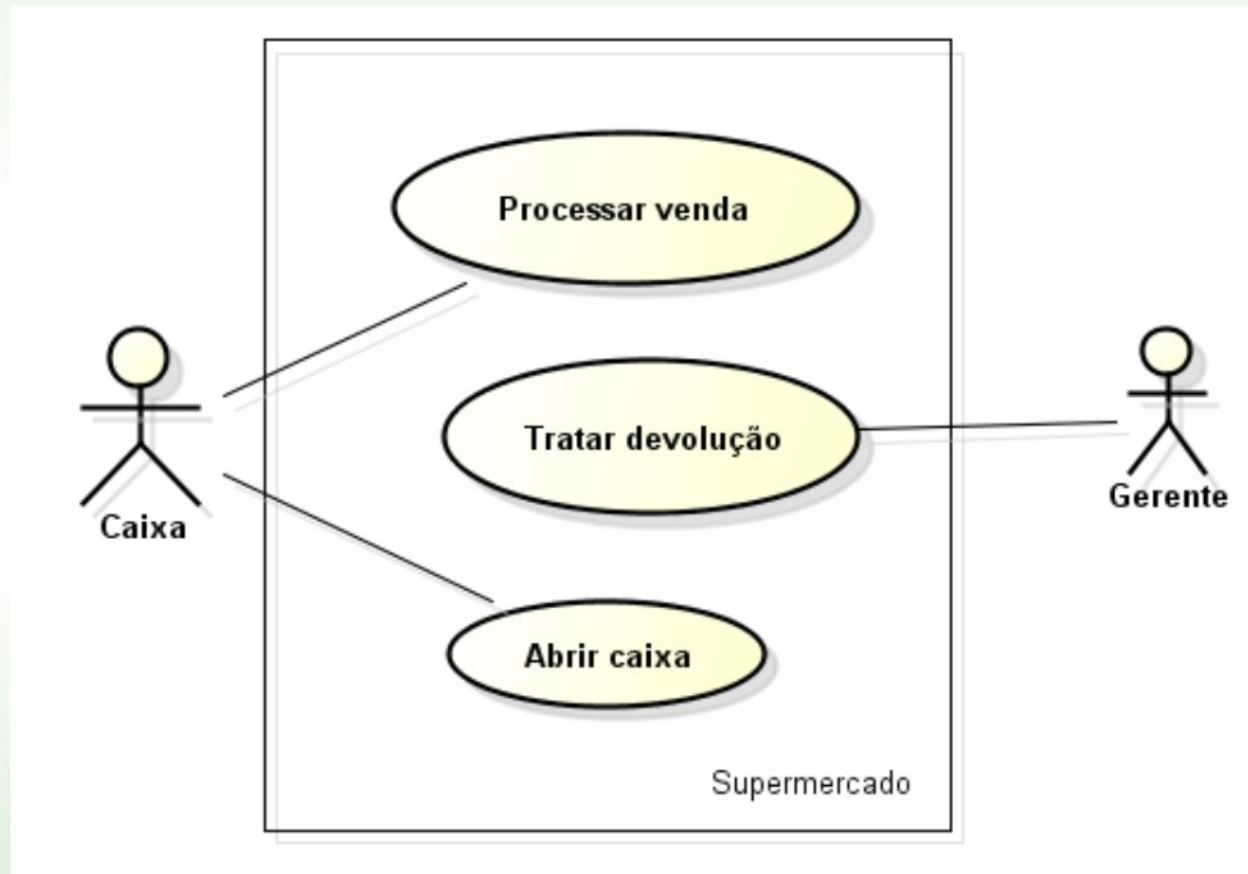 Processar venda
Tratar devolução
Caixa
Gerente
Abrir caixa
Supermercado